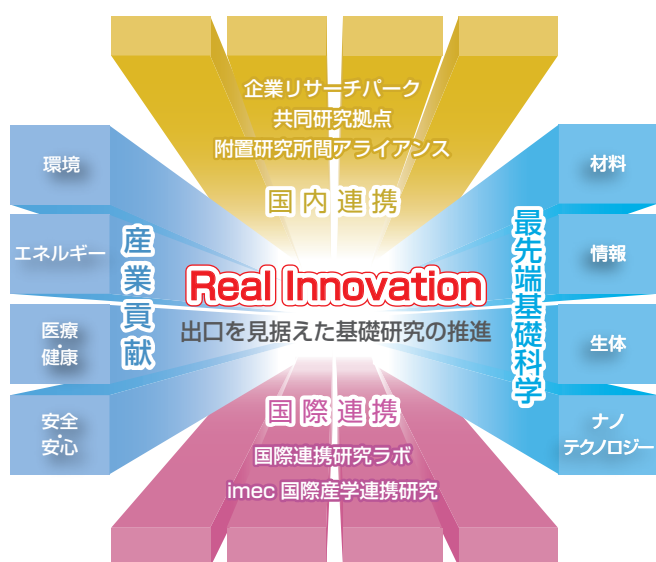 企業リサーチパーク
共同研究拠点
附置研究所間アライアンス
国内連携
環境
エネルギー
医療
・
健康
安全
・
安心
産業貢献
Real Innovation
出口を見据えた基礎研究の推進
最先端基礎科学
材料
情報
生体
ナノ
テクノロジー
国際連携
国際連携研究ラボ
imec 国際産学連携研究